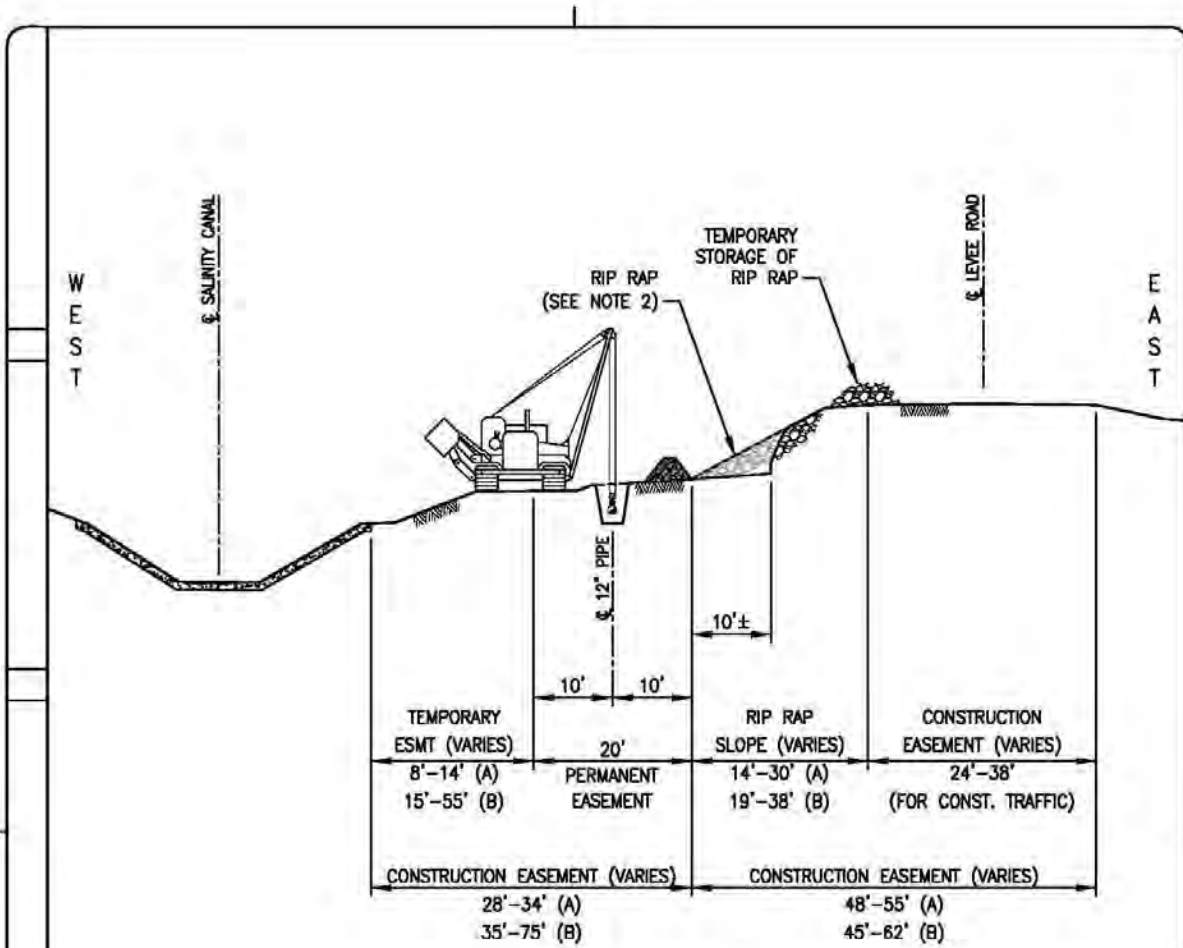 WEST
℄ SALINITY CANAL
RIP RAP
(SEE NOTE 2)
TEMPORARY
STORAGE OF
RIP RAP
℄ LEVEE ROAD
EAST
℄ 12" PIPE
10'±
10'
10'
TEMPORARY
ESMT (VARIES)
8'-14' (A)
15'-55' (B)
20'
PERMANENT
EASEMENT
RIP RAP
SLOPE (VARIES)
14'-30' (A)
19'-38' (B)
CONSTRUCTION
EASEMENT (VARIES)
24'-38'
(FOR CONST. TRAFFIC)
CONSTRUCTION EASEMENT (VARIES)
28'-34' (A)
35'-75' (B)
CONSTRUCTION EASEMENT (VARIES)
48'-55' (A)
45'-62' (B)